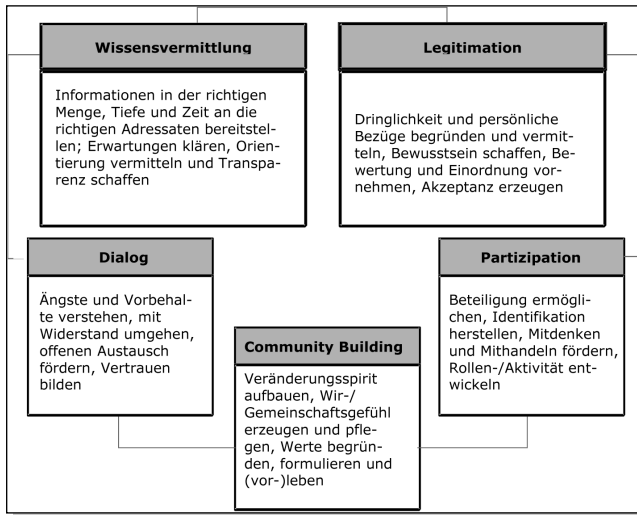 Wissensvermittlung
Informationen in der richtigen
Menge, Tiefe und Zeit an die
richtigen Adressaten bereitstel-
len; Erwartungen klären, Orien-
tierung vermitteln und Transpa-
renz schaffen
Legitimation
Dringlichkeit und persönliche
Bezüge begründen und vermit-
teln, Bewusstsein schaffen, Be-
wertung und Einordnung vor-
nehmen, Akzeptanz erzeugen
Dialog
Ängste und Vorbehal-
te verstehen, mit
Widerstand umgehen,
offenen Austausch
fördern, Vertrauen
bilden
Community Building
Veränderungsspirit
aufbauen, Wir-/
Gemeinschaftsgefühl
erzeugen und pfle-
gen, Werte begrün-
den, formulieren und
(vor-)leben
Partizipation
Beteiligung ermögli-
chen, Identifikation
herstellen, Mitdenken
und Mithandeln fördern,
Rollen-/Aktivität ent-
wickeln